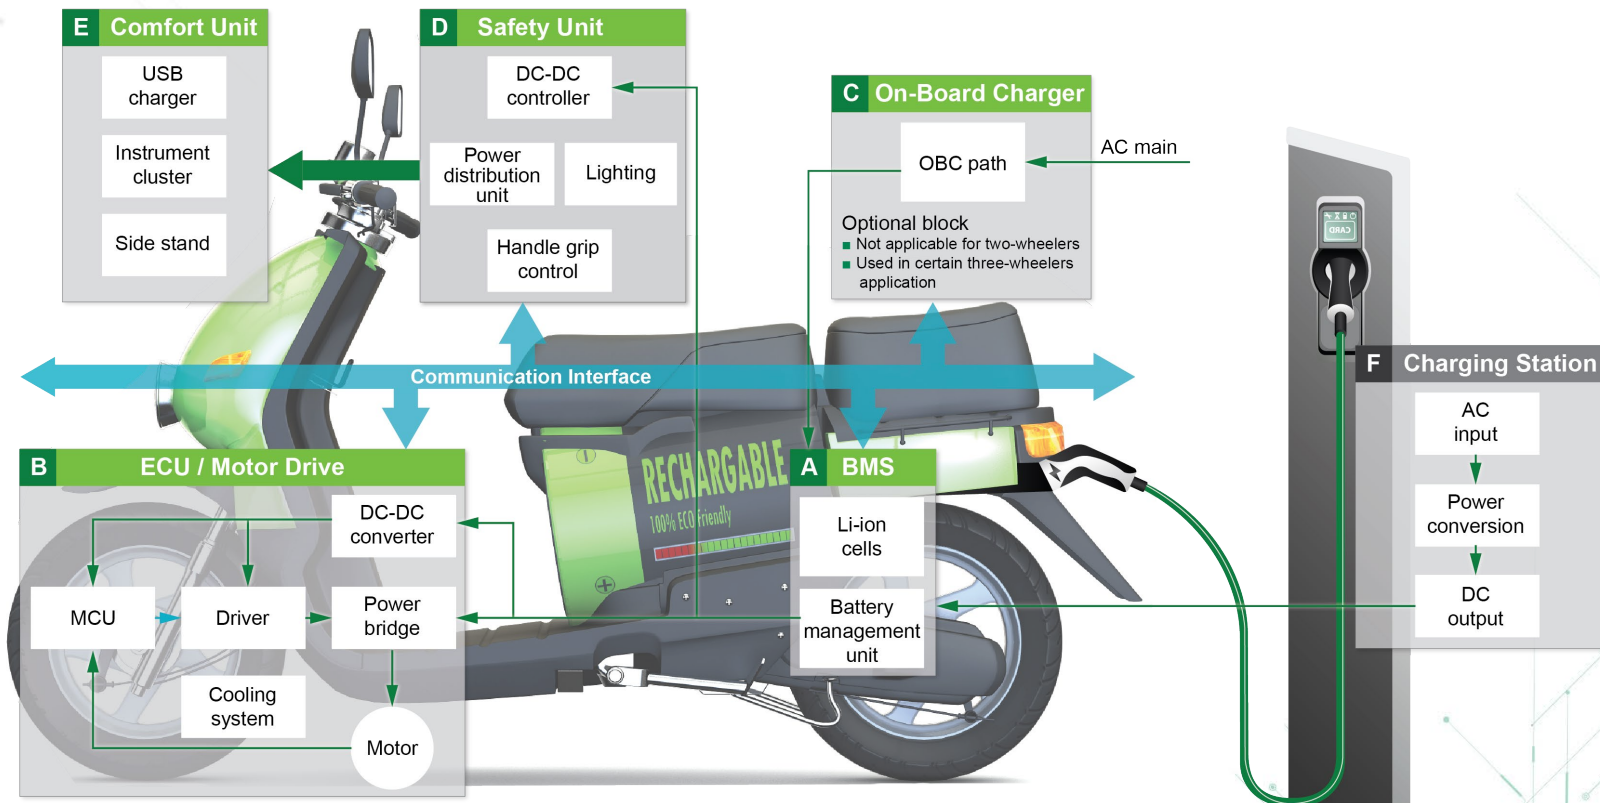 E Comfort Unit
USB
charger
Instrument
cluster
Side stand
D Safety Unit
DC-DC
controller
Power
distribution
unit
Lighting
Handle grip
control
C On-Board Charger
OBC path
AC main
Optional block
Not applicable for two-wheelers
Used in certain three-wheelers
application
CARD
Communication Interface
F Charging Station
AC
input
Power
conversion
DC
output
B ECU / Motor Drive
DC-DC
converter
MCU
Driver
Power
bridge
Cooling
system
Motor
RECHARGABLE
100% ECO Friendly
A BMS
Li-ion
cells
Battery
management
unit